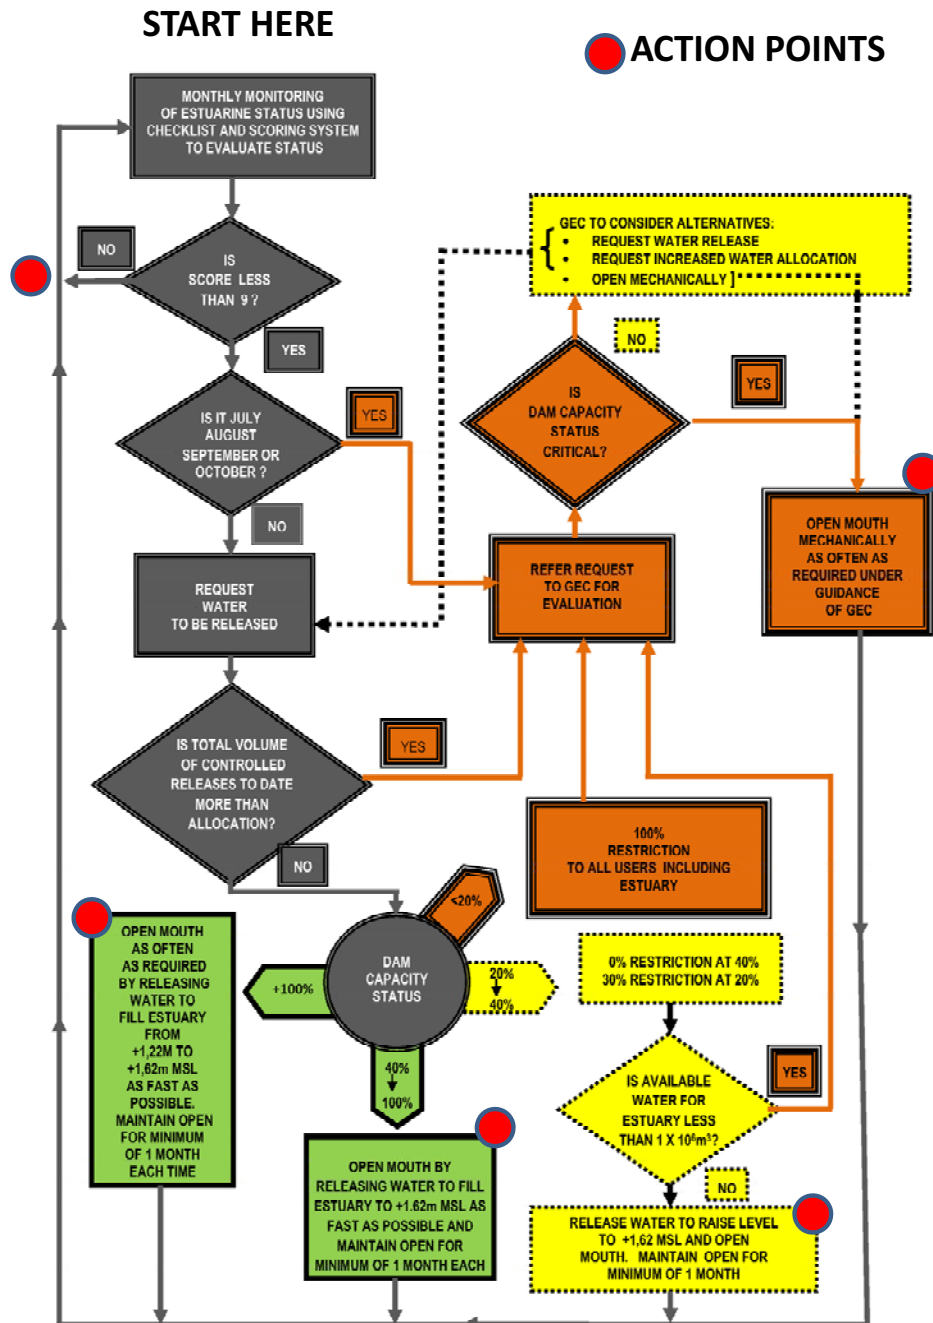 START HERE
ACTION POINTS
MONTHLY MONITORING
OF ESTUARINE STATUS USING
CHECKLIST AND SCORING SYSTEM
TO EVALUATE STATUS
NO
IS
SCORE LESS
THAN 9 ?
YES
GEC TO CONSIDER ALTERNATIVES:
• REQUEST WATER RELEASE
• REQUEST INCREASED WATER ALLOCATION
- OPEN MECHANICALLY ]
NO
IS
DAM CAPACITY
STATUS
CRITICAL?
YES
IS IT JULY
AUGUST
SEPTEMBER OR
OCTOBER ?
YES
NO
OPEN MOUTH
MECHANICALLY
AS OFTEN AS
REQUIRED UNDER
GUIDANCE
OF GEC
REQUEST
WATER
TO BE RELEASED
REFER REQUEST
TO GEC FOR
EVALUATION
IS TOTAL VOLUME
OF CONTROLLED
RELEASES TO DATE
MORE THAN
ALLOCATION?
YES
NO
100%
RESTRICTION
TO ALL USERS INCLUDING
ESTUARY
<20%
DAM
CAPACITY
STATUS
+100%
20%
40%
40%
100%
OPEN MOUTH
AS OFTEN
AS REQUIRED
BY RELEASING
WATER TO
FILL ESTUARY
FROM
+1,22M TO
+1,62m MSL
AS FAST AS
POSSIBLE.
MAINTAIN OPEN
FOR MINIMUM
OF 1 MONTH
EACH TIME
0% RESTRICTION AT 40%
30% RESTRICTION AT 20%
IS AVAILABLE
WATER FOR
ESTUARY LESS
THAN 1 X 10⁶m³?
YES
NO
OPEN MOUTH BY
RELEASING WATER TO FILL
ESTUARY TO +1.62m MSL AS
FAST AS POSSIBLE AND
MAINTAIN OPEN FOR
MINIMUM OF 1 MONTH EACH
RELEASE WATER TO RAISE LEVEL
TO +1,62 MSL AND OPEN
MOUTH. MAINTAIN OPEN FOR
MINIMUM OF 1 MONTH